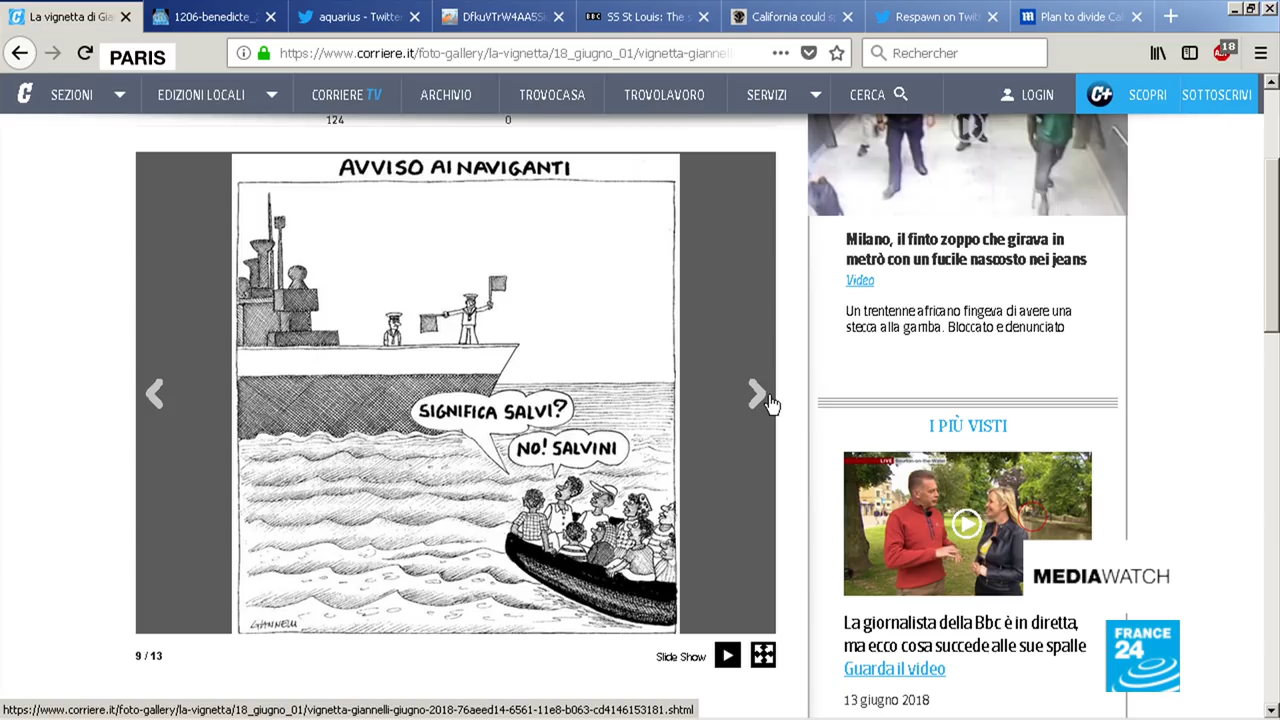 La vignetta di Gia
1206-benedicte_
aquarius - Twitte
DfkuVTrW4AA5Sk
SS St Louis: The s
California could s
Respawn on Twit
Plan to divide Cal
PARIS
https://www.corriere.it/foto-gallery/la-vignetta/18_giugno_01/vignetta-giannell
Rechercher
18
SEZIONI
EDIZIONI LOCALI
CORRIERE TV
ARCHIVIO
TROVOCASA
TROVOLAVORO
SERVIZI
CERCA
LOGIN
C+
SCOPRI
SOTTOSCRIVI
124
0
AVVISO AI NAVIGANTI
SIGNIFICA SALVI?
NO! SALVINI
GIANNELLI
9 / 13
Slide Show
Milano, il finto zoppo che girava in
metrò con un fucile nascosto nei jeans
Video
Un trentenne africano fingeva di avere una
stecca alla gamba. Bloccato e denunciato
I PIÙ VISTI
LIVE
MEDIAWATCH
La giornalista della Bbc è in diretta,
ma ecco cosa succede alle sue spalle
Guarda il video
13 giugno 2018
FRANCE
24
https://www.corriere.it/foto-gallery/la-vignetta/18_giugno_01/vignetta-giannelli-giugno-2018-76aeed14-6561-11e8-b063-cd4146153181.shtml